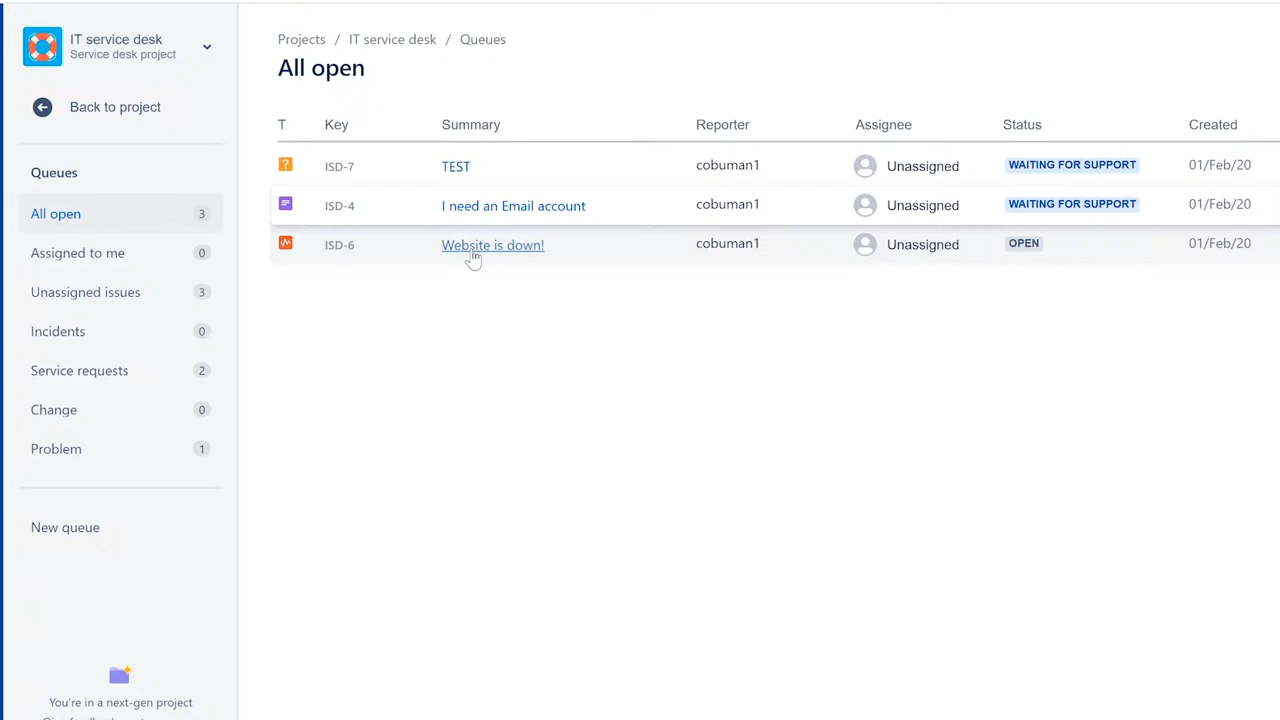 IT service desk
Service desk project
Back to project
Queues
All open 3
Assigned to me 0
Unassigned issues 3
Incidents 0
Service requests 2
Change 0
Problem 1
New queue
You're in a next-gen project
Projects / IT service desk / Queues
All open
T Key Summary Reporter Assignee Status Created
? ISD-7 TEST cobuman1 Unassigned WAITING FOR SUPPORT 01/Feb/20
ISD-4 I need an Email account cobuman1 Unassigned WAITING FOR SUPPORT 01/Feb/20
ISD-6 Website is down! cobuman1 Unassigned OPEN 01/Feb/20